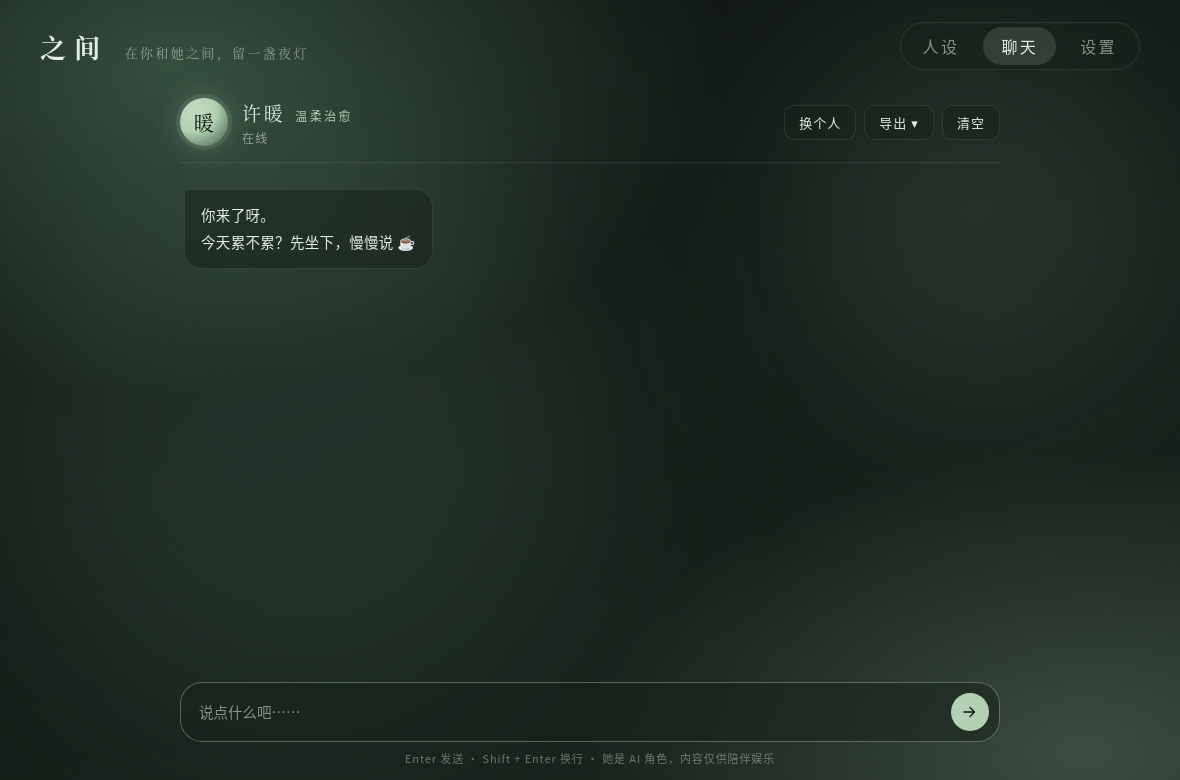 之间
在你和她之间，留一盏夜灯
人设
聊天
设置
暖
许暖 温柔治愈
在线
换个人
导出 ▾
清空
你来了呀。
今天累不累？先坐下，慢慢说 ☕
说点什么吧……
Enter 发送 · Shift + Enter 换行 · 她是 AI 角色，内容仅供陪伴娱乐